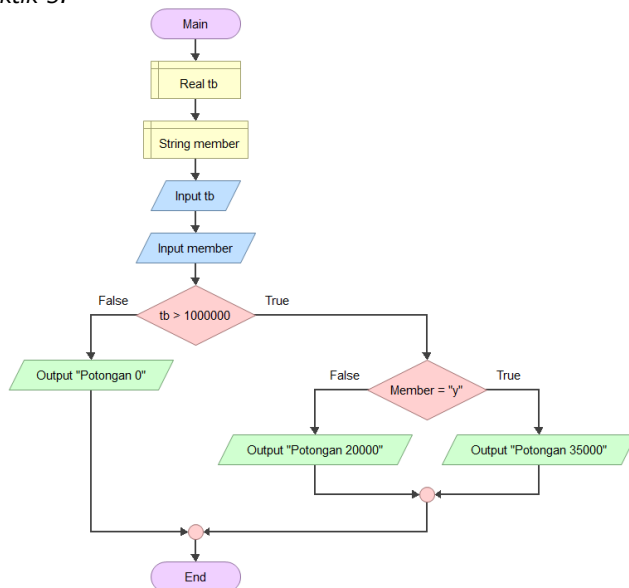 Main
Real tb
String member
Input tb
Input member
False
tb > 1000000
True
Output "Potongan 0"
False
Member = "y"
True
Output "Potongan 20000"
Output "Potongan 35000"
End